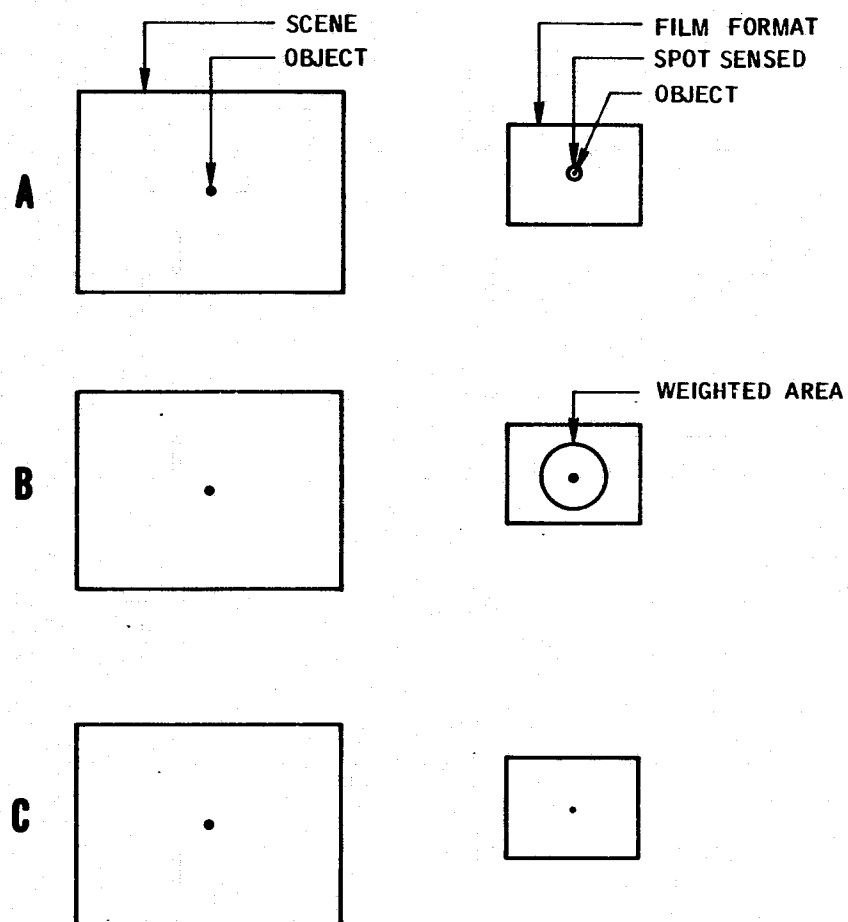 SCENE
OBJECT
FILM FORMAT
SPOT SENSED
OBJECT
A
WEIGHTED AREA
B
C